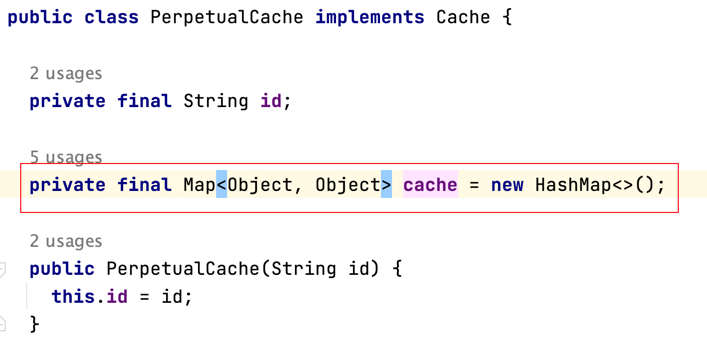 public class PerpetualCache implements Cache {
2 usages
private final String id;
5 usages
private final Map<Object, Object> cache = new HashMap<>();
2 usages
public PerpetualCache(String id) {
this.id = id;
}